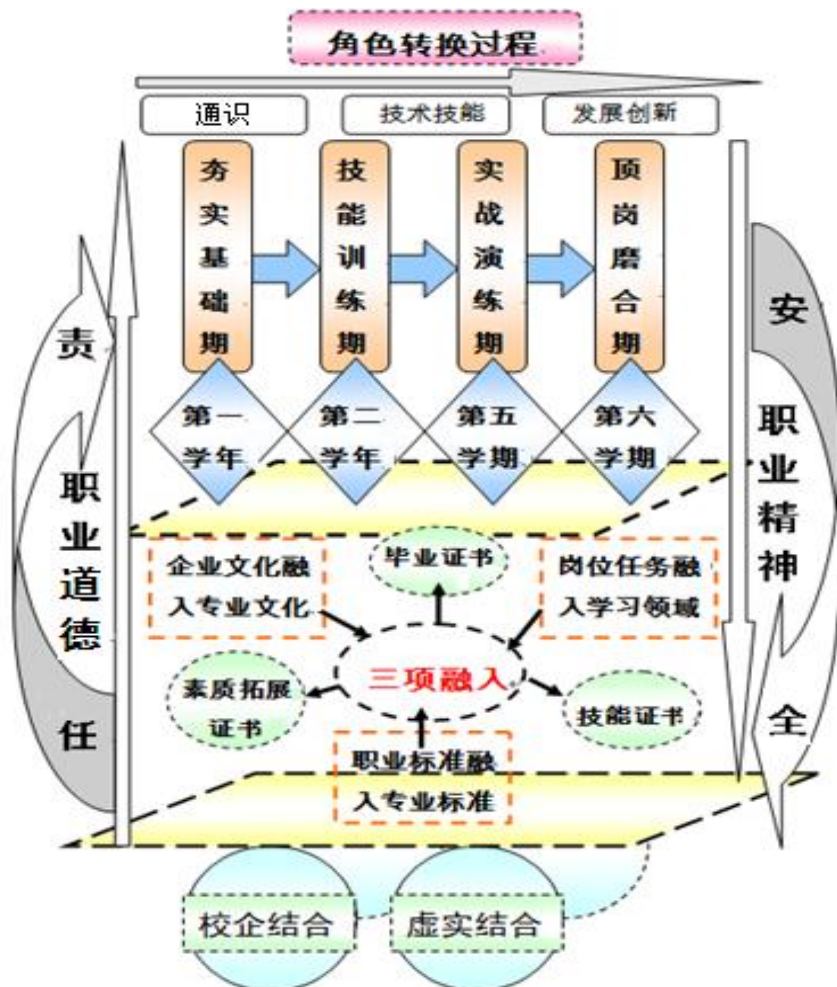 角色转换过程
通识
技术技能
发展创新
夯实基础期
技能训练期
实战演练期
顶岗磨合期
第一
学年
第二
学年
第五
学期
第六
学期
责
任
职业道德
安
全
职业精神
企业文化融
入专业文化
毕业证书
岗位任务融
入学习领域
三项融入
素质拓展
证书
技能证书
职业标准融
入专业标准
校企结合
虚实结合